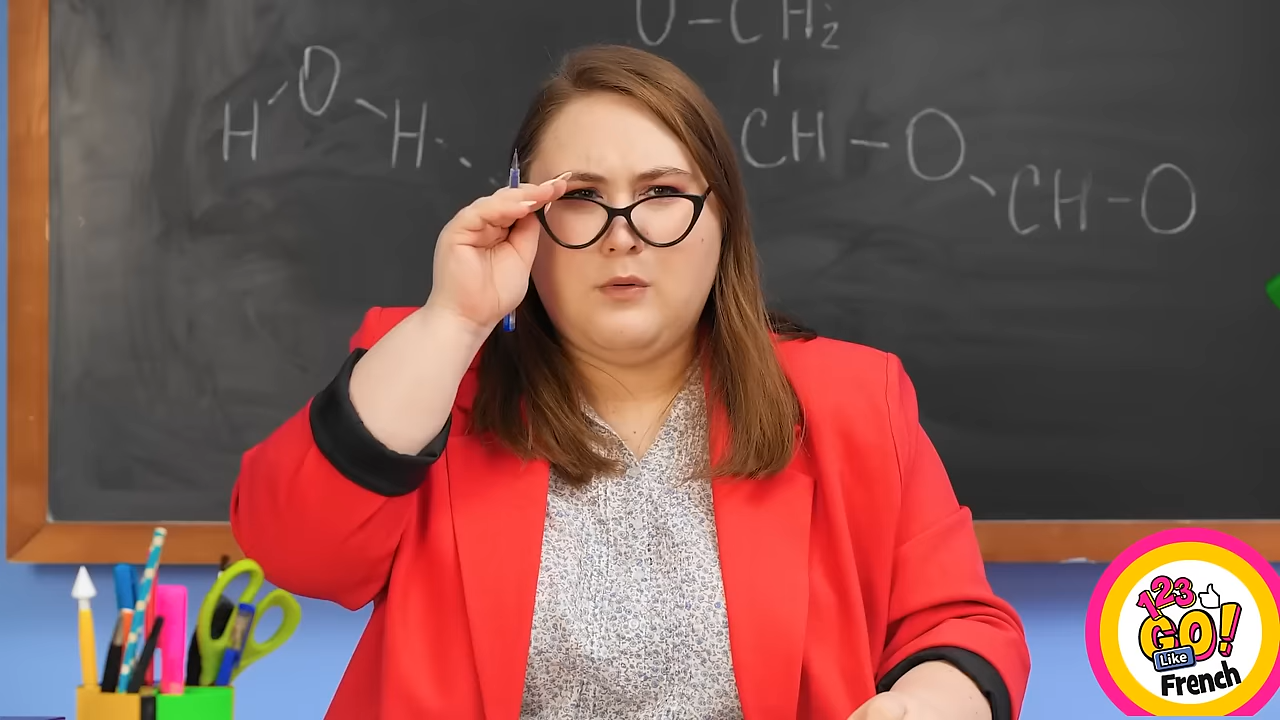 O-CH₂
H O H
CH-O
CH-O
123
GO!
Like
French